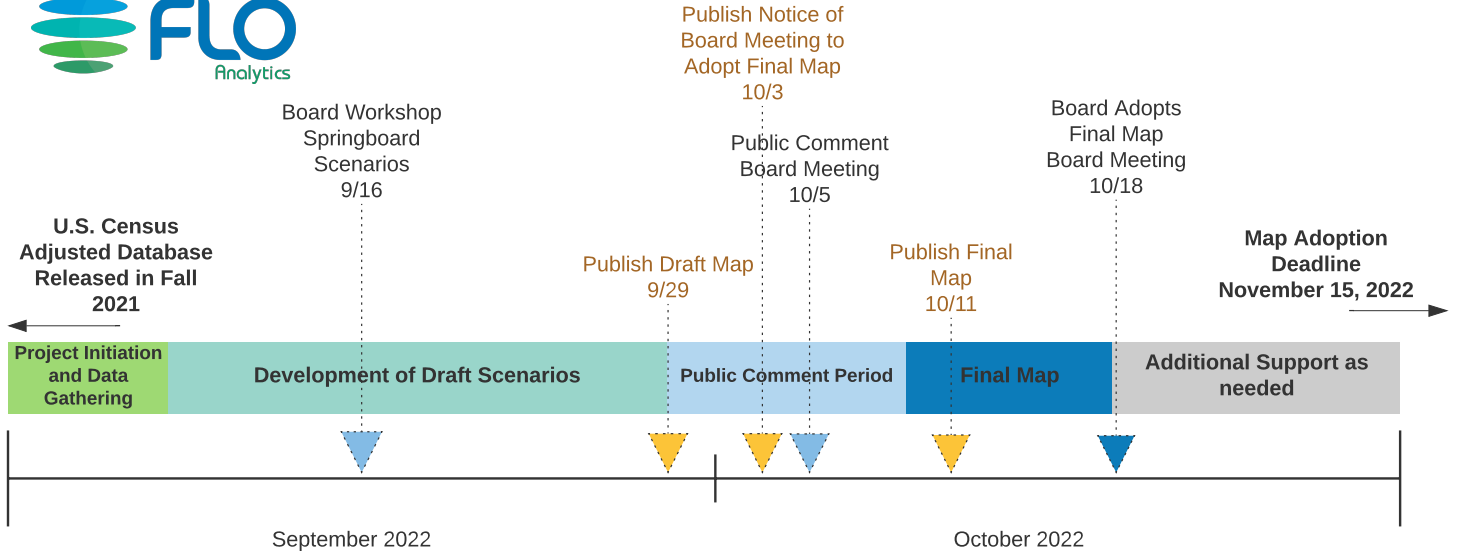 FLO
Analytics
Publish Notice of
Board Meeting to
Adopt Final Map
10/3
Board Workshop
Springboard
Scenarios
9/16
Public Comment
Board Meeting
10/5
Board Adopts
Final Map
Board Meeting
10/18
U.S. Census
Adjusted Database
Released in Fall
2021
Publish Draft Map
9/29
Publish Final
Map
10/11
Map Adoption
Deadline
November 15, 2022
Project Initiation
and Data
Gathering
Development of Draft Scenarios
Public Comment Period
Final Map
Additional Support as
needed
September 2022
October 2022